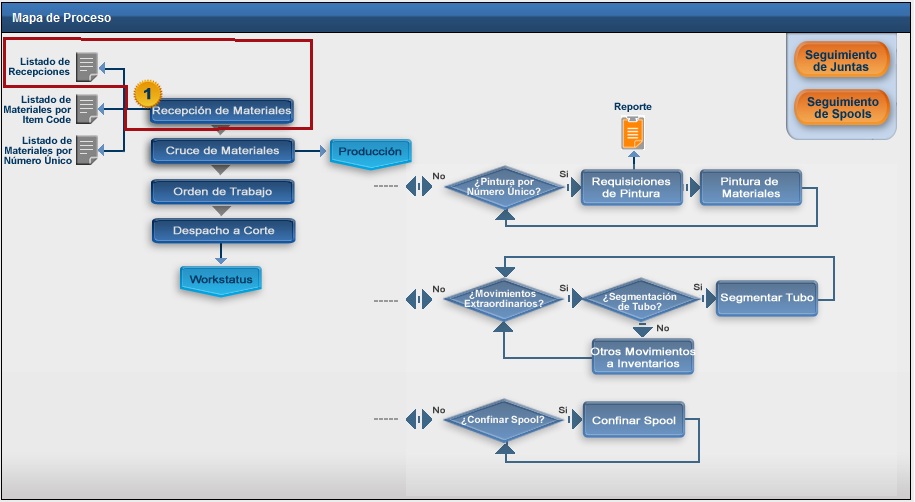 Mapa de Proceso
Listado de
Recepciones
Listado de
Materiales por
Item Code
Listado de
Materiales por
Número Único
1
Recepción de Materiales
Cruce de Materiales
Producción
Orden de Trabajo
Despacho a Corte
Workstatus
Seguimiento
de Juntas
Seguimiento
de Spools
Reporte
No
¿Pintura por
Número Único?
Si
Requisiciones
de Pintura
Pintura de
Materiales
No
¿Movimientos
Extraordinarios?
Si
¿Segmentación
de Tubo?
Si
Segmentar Tubo
No
Otros Movimientos
a Inventarios
No
¿Confinar Spool?
Si
Confinar Spool